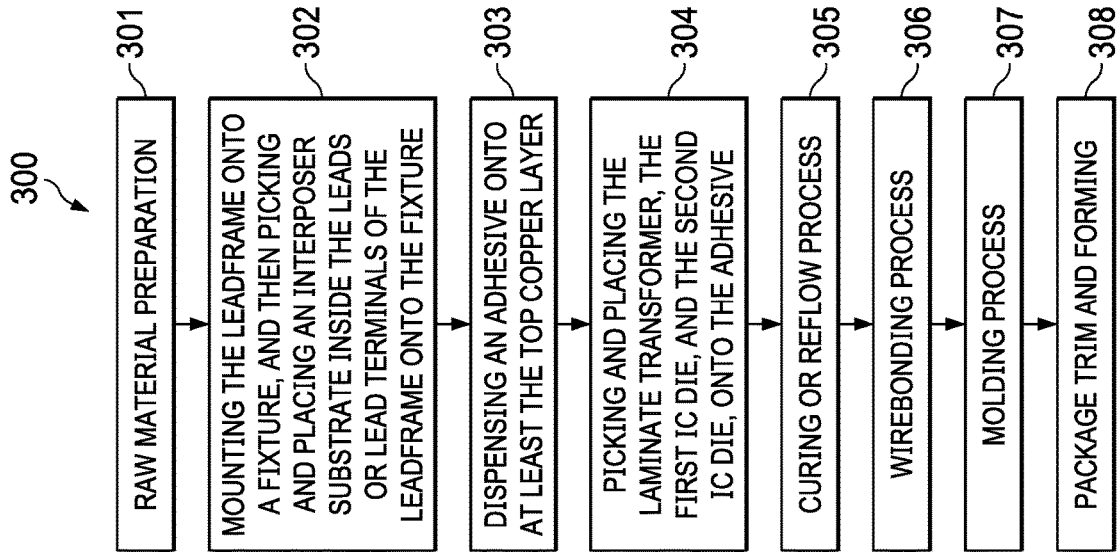 300
RAW MATERIAL PREPARATION
301
MOUNTING THE LEADFRAME ONTO
A FIXTURE, AND THEN PICKING
AND PLACING AN INTERPOSER
SUBSTRATE INSIDE THE LEADS
OR LEAD TERMINALS OF THE
LEADFRAME ONTO THE FIXTURE
302
DISPENSING AN ADHESIVE ONTO
AT LEAST THE TOP COPPER LAYER
303
PICKING AND PLACING THE
LAMINATE TRANSFORMER, THE
FIRST IC DIE, AND THE SECOND
IC DIE, ONTO THE ADHESIVE
304
CURING OR REFLOW PROCESS
305
WIREBONDING PROCESS
306
MOLDING PROCESS
307
PACKAGE TRIM AND FORMING
308